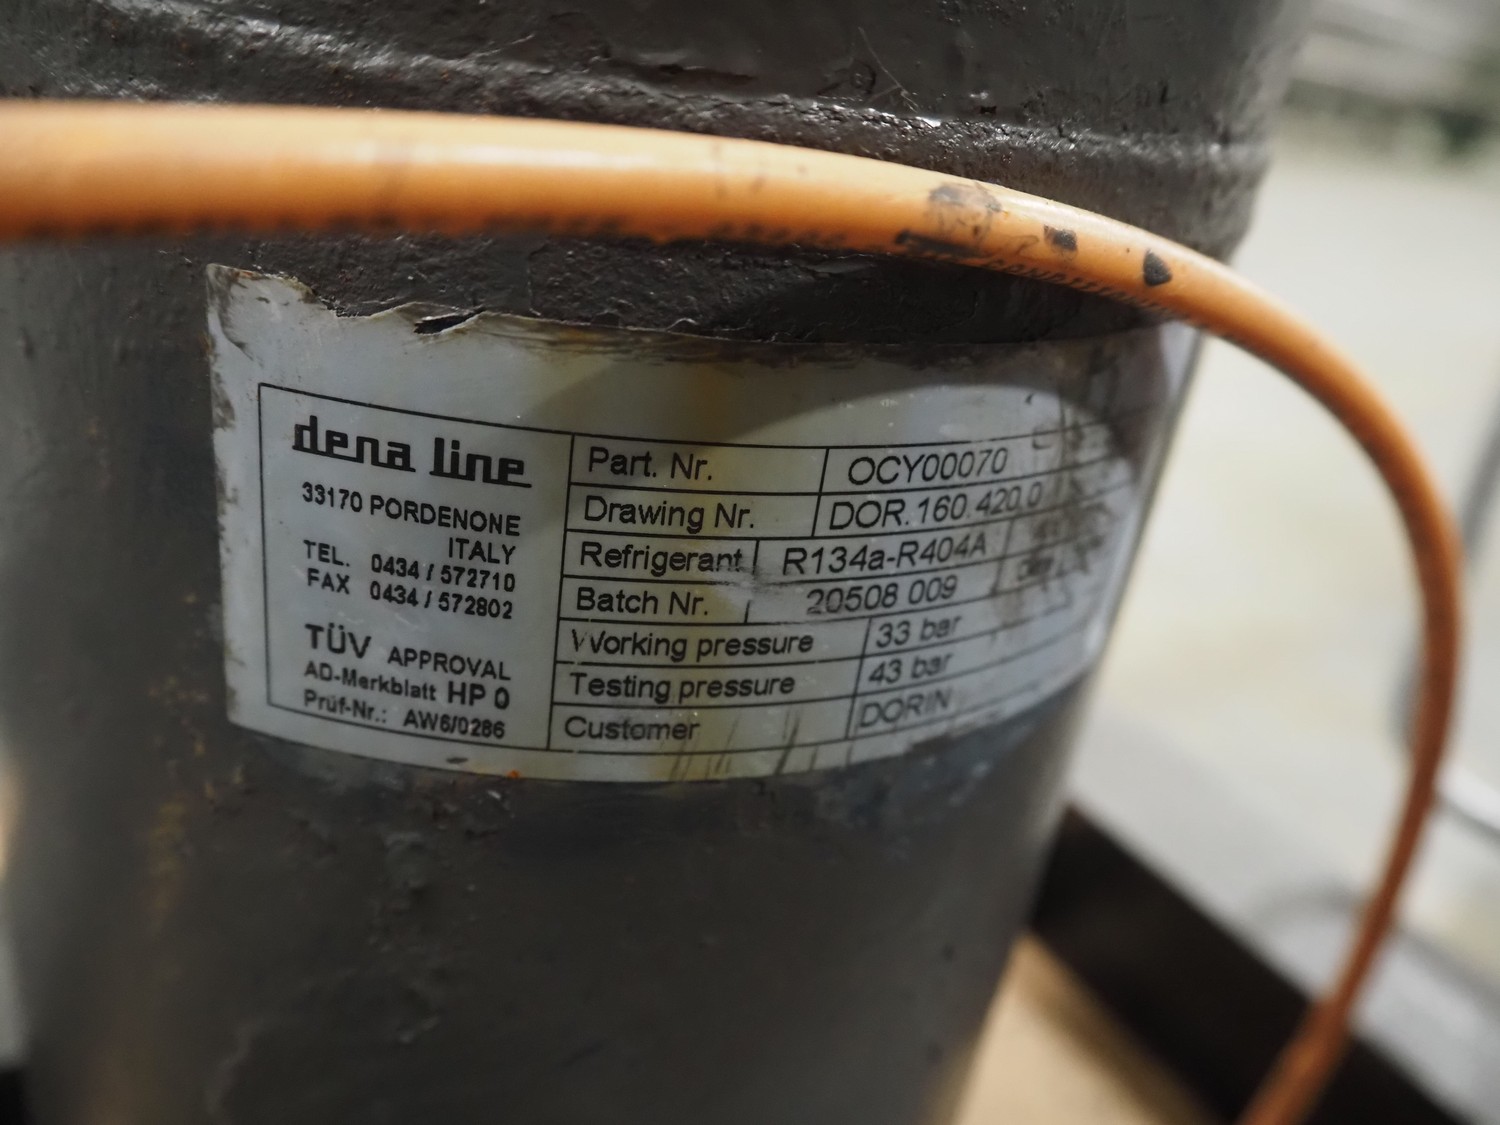 dena line
33170 PORDENONE
ITALY
TEL. 0434 / 572710
FAX 0434 / 572802
TÜV APPROVAL
AD-Merkblatt HP 0
Prüf-Nr.: AW6/0286
Part. Nr. OCY00070
Drawing Nr. DOR.160.420.0
Refrigerant R134a-R404A
Batch Nr. 20508 009
Working pressure 33 bar
Testing pressure 43 bar
Customer DORIN